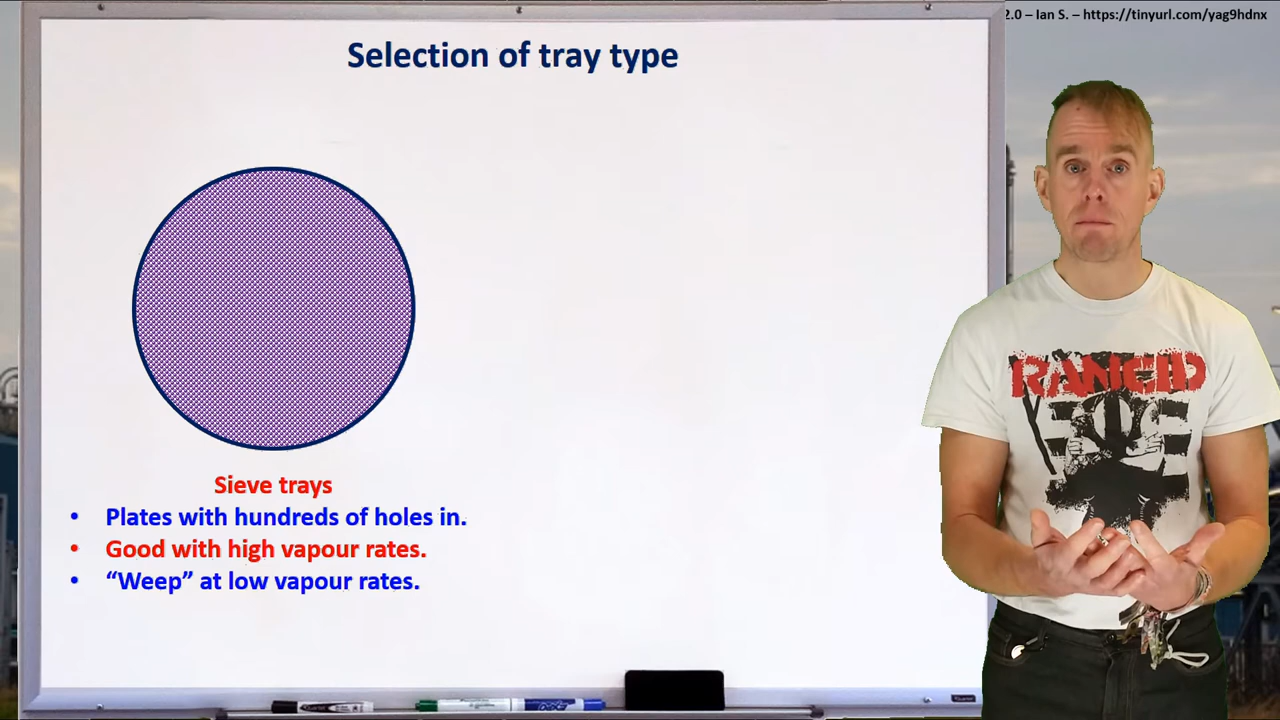 2.0 – Ian S. – https://tinyurl.com/yag9hdnx
Selection of tray type
RANCID
Sieve trays
• Plates with hundreds of holes in.
• Good with high vapour rates.
• “Weep” at low vapour rates.